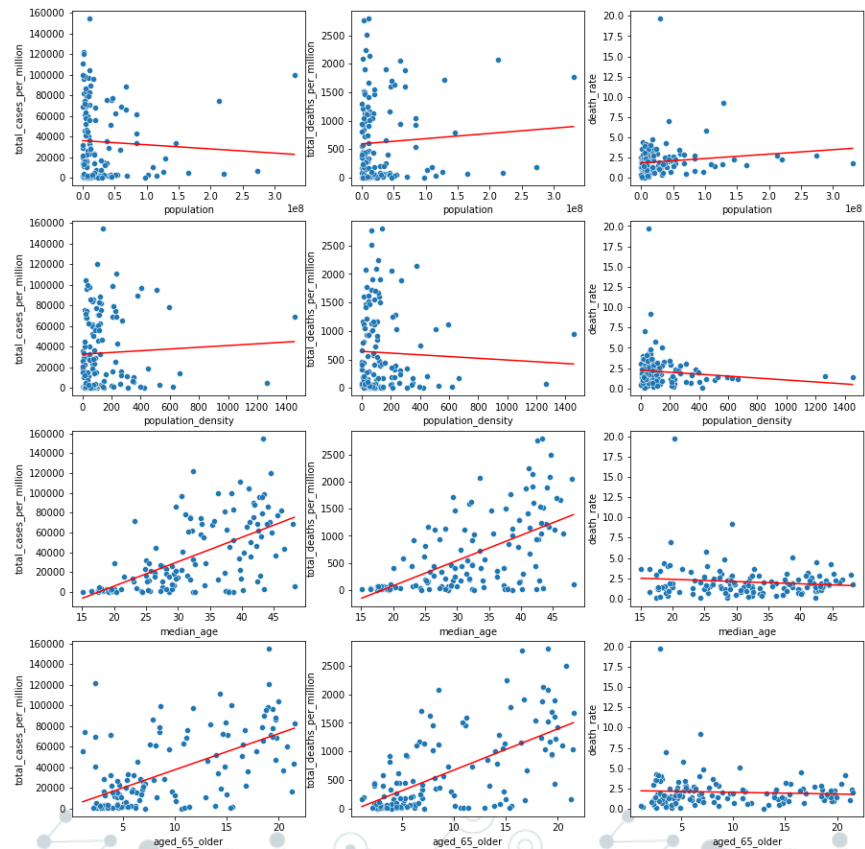 total_cases_per_million
160000
140000
120000
100000
80000
60000
40000
20000
0
0.0 0.5 1.0 1.5 2.0 2.5 3.0
population
1e8
total_deaths_per_million
2500
2000
1500
1000
500
0
0.0 0.5 1.0 1.5 2.0 2.5 3.0
population
1e8
death_rate
20.0
17.5
15.0
12.5
10.0
7.5
5.0
2.5
0.0
0.0 0.5 1.0 1.5 2.0 2.5 3.0
population
1e8
total_cases_per_million
160000
140000
120000
100000
80000
60000
40000
20000
0
0 200 400 600 800 1000 1200 1400
population_density
total_deaths_per_million
2500
2000
1500
1000
500
0
0 200 400 600 800 1000 1200 1400
population_density
death_rate
20.0
17.5
15.0
12.5
10.0
7.5
5.0
2.5
0.0
0 200 400 600 800 1000 1200 1400
population_density
total_cases_per_million
160000
140000
120000
100000
80000
60000
40000
20000
0
15 20 25 30 35 40 45
median_age
total_deaths_per_million
2500
2000
1500
1000
500
0
15 20 25 30 35 40 45
median_age
death_rate
20.0
17.5
15.0
12.5
10.0
7.5
5.0
2.5
0.0
15 20 25 30 35 40 45
median_age
total_cases_per_million
160000
140000
120000
100000
80000
60000
40000
20000
0
5 10 15 20
aged_65_older
total_deaths_per_million
2500
2000
1500
1000
500
0
5 10 15 20
aged_65_older
death_rate
20.0
17.5
15.0
12.5
10.0
7.5
5.0
2.5
0.0
5 10 15 20
aged_65_older